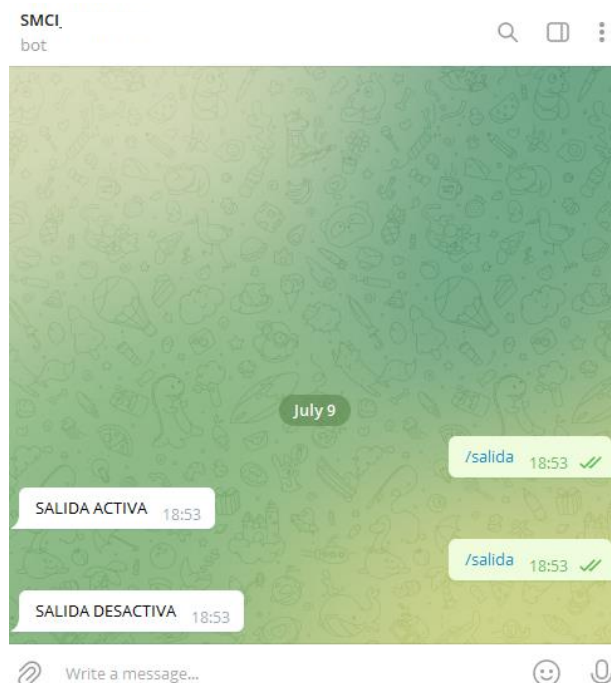 SMCI
bot
July 9
/salida 18:53
SALIDA ACTIVA 18:53
/salida 18:53
SALIDA DESACTIVA 18:53
Write a message...